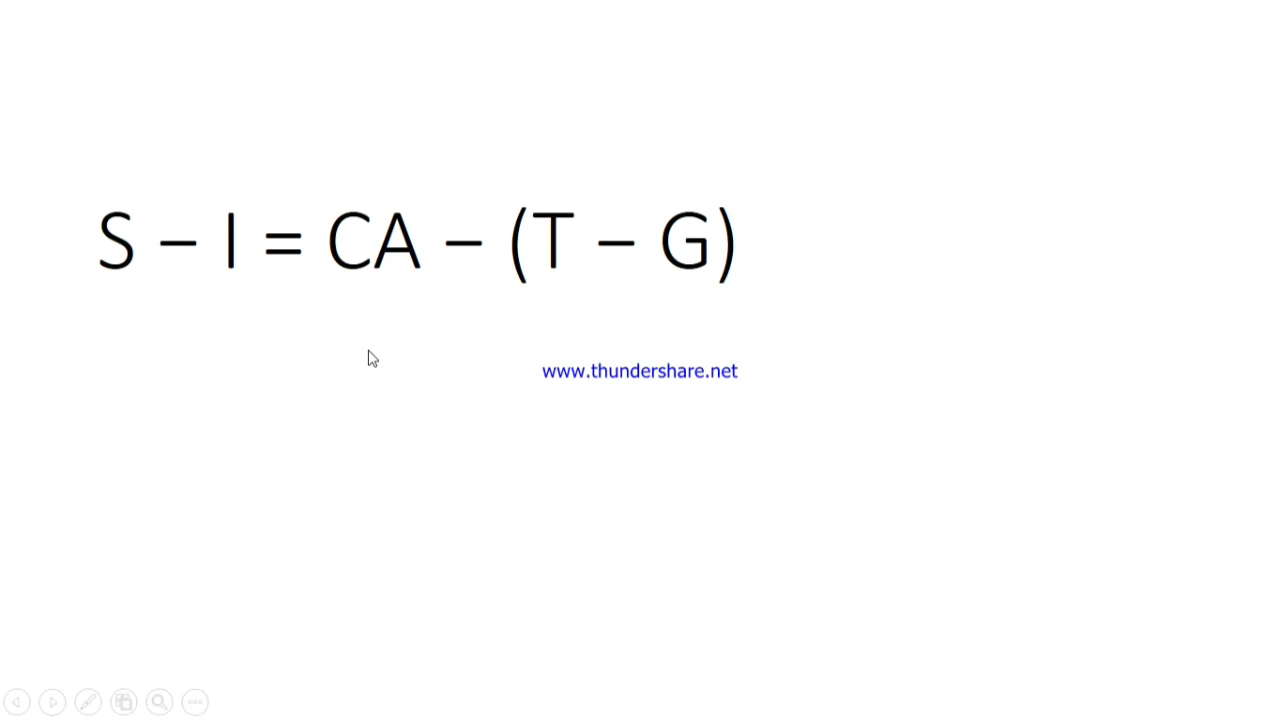 S – I = CA – (T – G)
www.thundershare.net